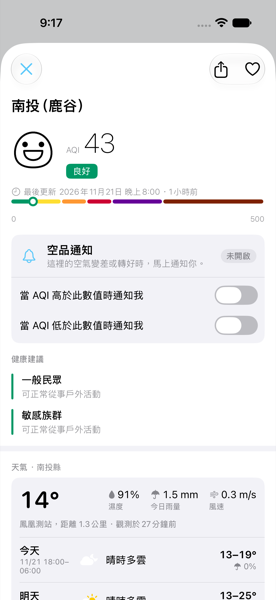 9:17
南投（鹿谷）
AQI 43
良好
最後更新 2026年11月21日 晚上8:00・1小時前
0 500
空品通知
這裡的空氣變差或轉好時，馬上通知你。
未開啟
當 AQI 高於此數值時通知我
當 AQI 低於此數值時通知我
健康建議
一般民眾
可正常從事戶外活動
敏感族群
可正常從事戶外活動
天氣・南投縣
14°
91%
濕度
1.5 mm
今日雨量
0.3 m/s
風速
鳳凰測站，距離 1.3 公里．觀測於 27 分鐘前
今天
11/21 18:00–06:00
晴時多雲
13–19°
0%
明天
晴時多雲
13–25°